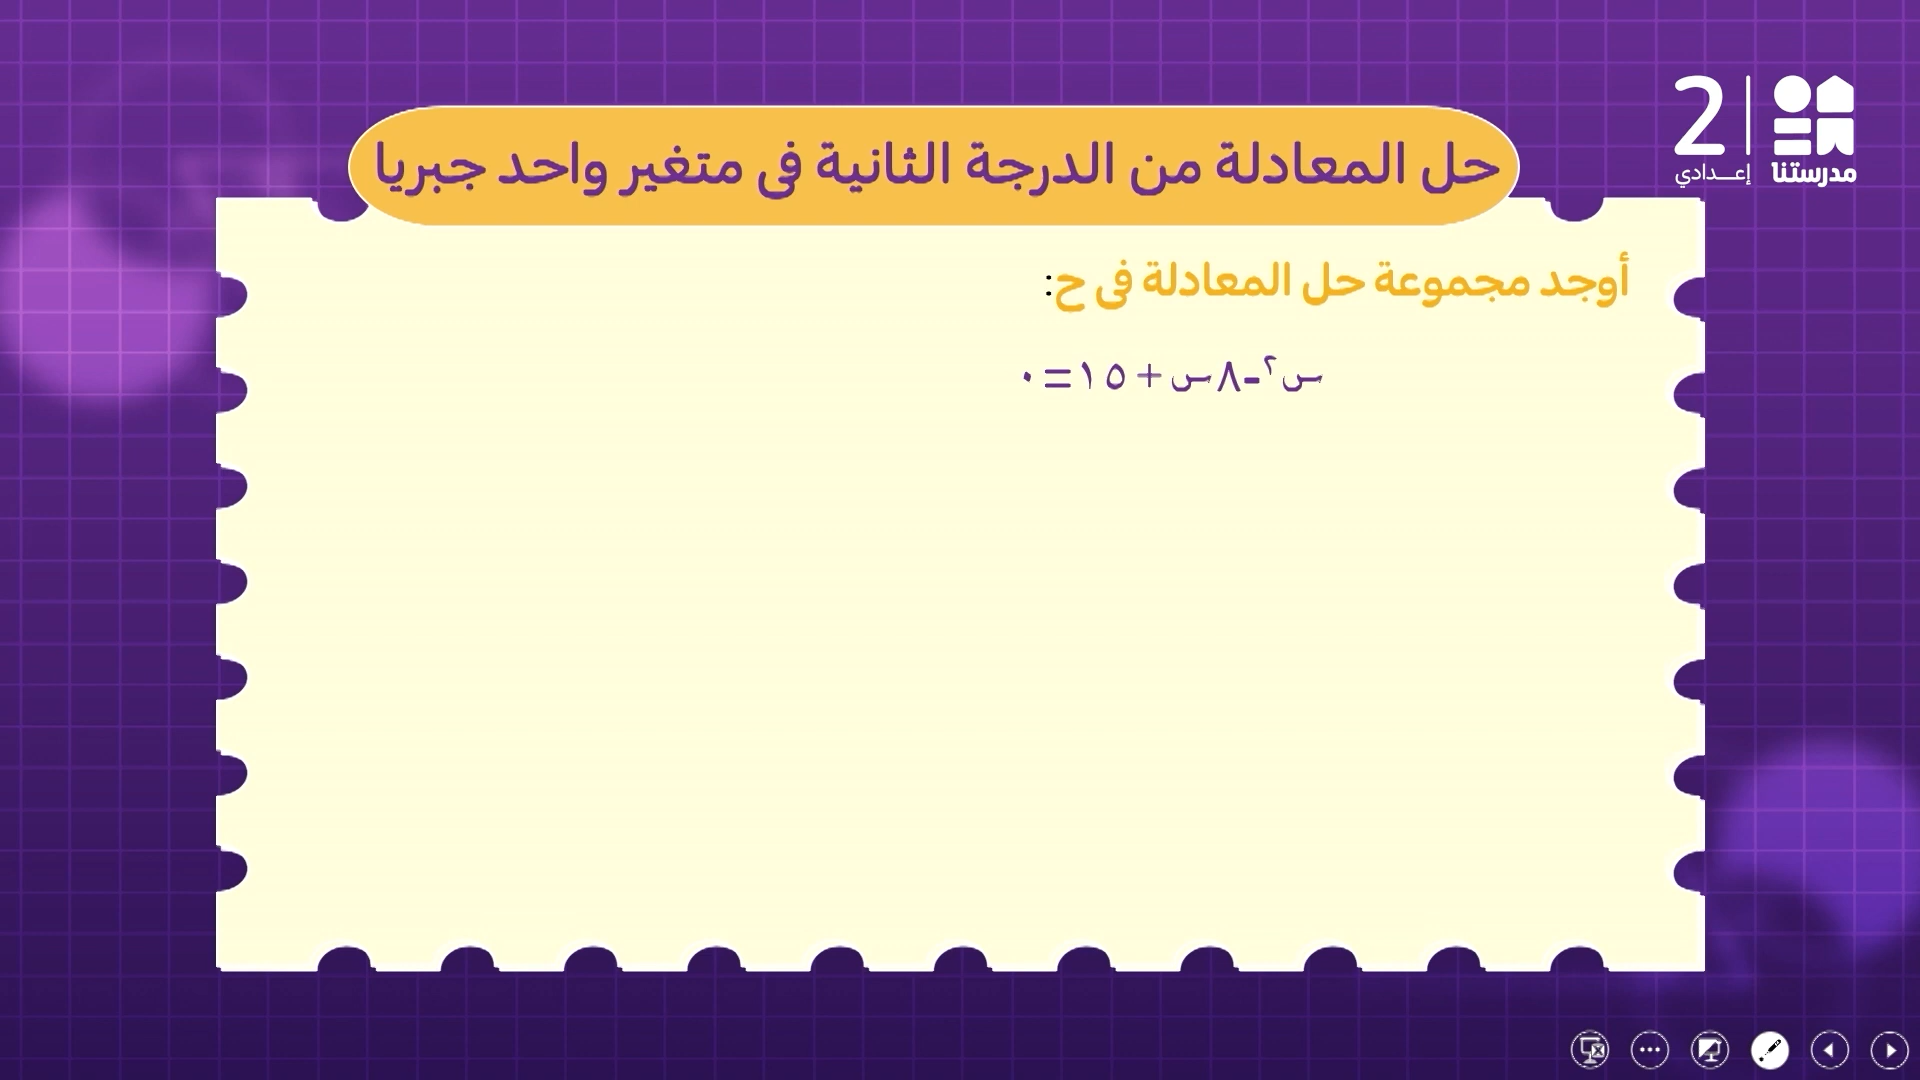 2
إعدادي
مدرستنا
حل المعادلة من الدرجة الثانية فى متغير واحد جبريا
أوجد مجموعة حل المعادلة فى ح:
س٢-٨س+١٥=٠